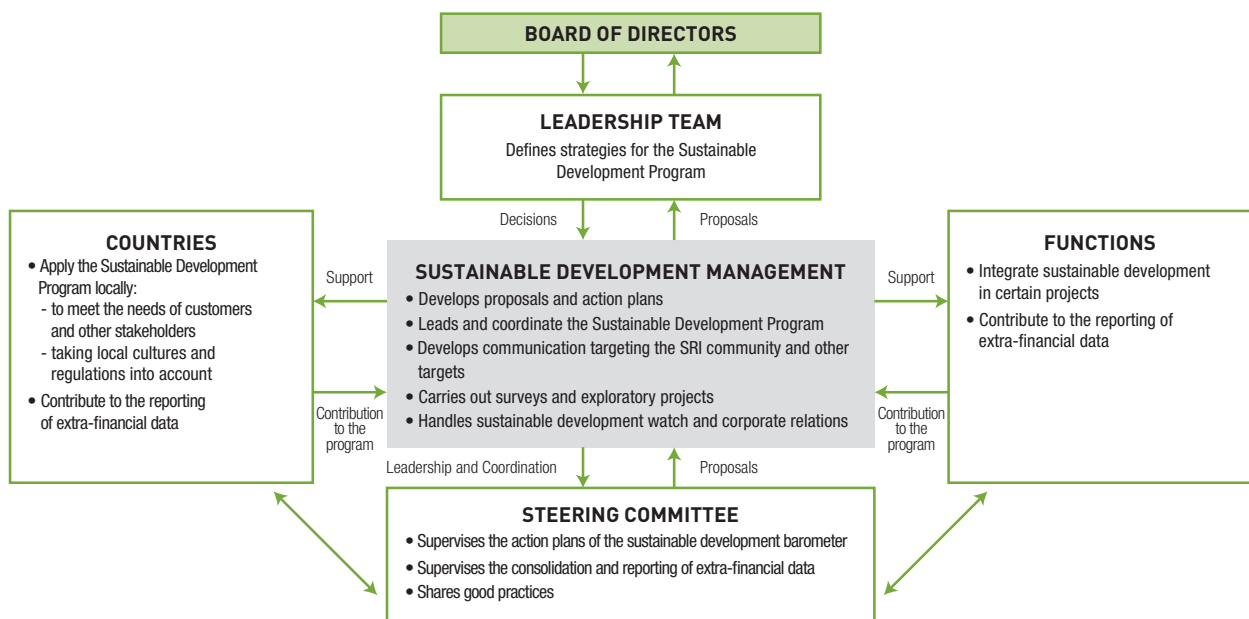 BOARD OF DIRECTORS
LEADERSHIP TEAM
Defines strategies for the Sustainable
Development Program
Decisions
Proposals
COUNTRIES
• Apply the Sustainable Development
Program locally:
- to meet the needs of customers
and other stakeholders
- taking local cultures and
regulations into account
• Contribute to the reporting
of extra-financial data
Support
Contribution
to the
program
SUSTAINABLE DEVELOPMENT MANAGEMENT
• Develops proposals and action plans
• Leads and coordinate the Sustainable Development Program
• Develops communication targeting the SRI community and other
targets
• Carries out surveys and exploratory projects
• Handles sustainable development watch and corporate relations
Support
Contribution
to the
program
FUNCTIONS
• Integrate sustainable development
in certain projects
• Contribute to the reporting of
extra-financial data
Leadership and Coordination
Proposals
STEERING COMMITTEE
• Supervises the action plans of the sustainable development barometer
• Supervises the consolidation and reporting of extra-financial data
• Shares good practices